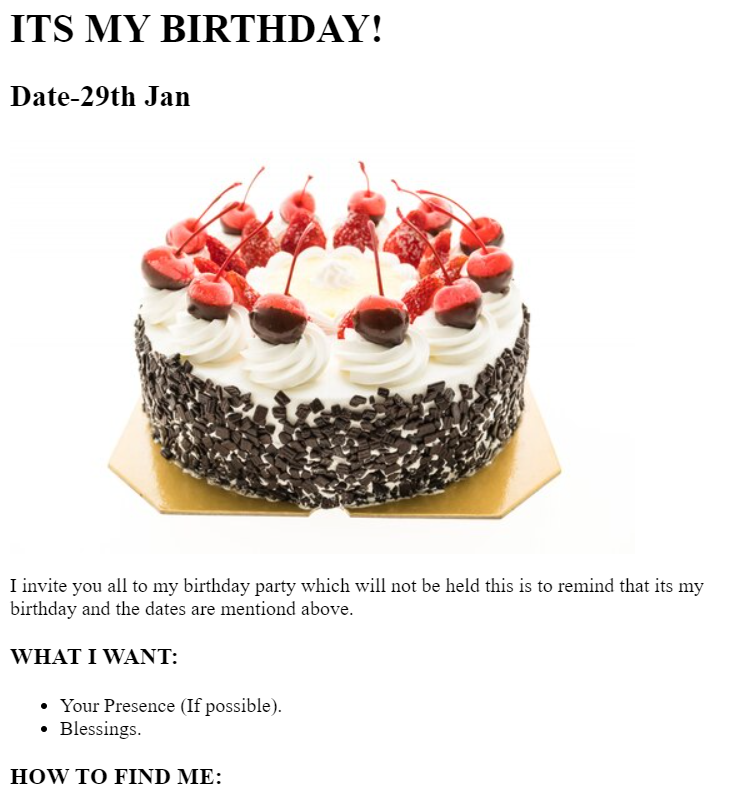 ITS MY BIRTHDAY!
Date-29th Jan
I invite you all to my birthday party which will not be held this is to remind that its my
birthday and the dates are mentiond above.
WHAT I WANT:
• Your Presence (If possible).
• Blessings.
HOW TO FIND ME: